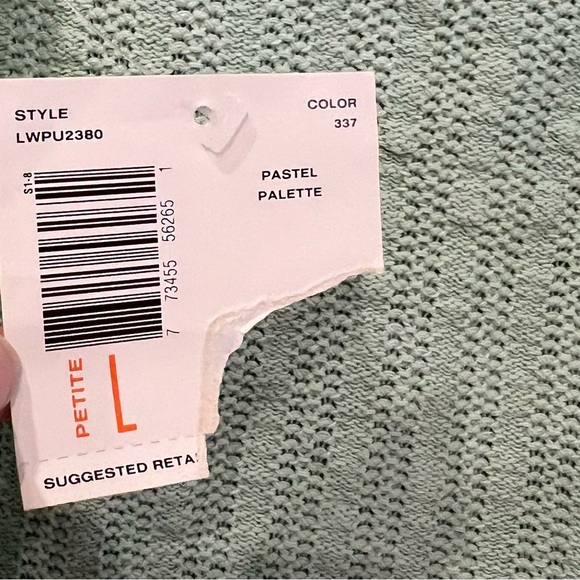 STYLE
LWPU2380
COLOR
337
PASTEL
PALETTE
S1-8
7 73455 56265 1
PETITE
L
SUGGESTED RETA